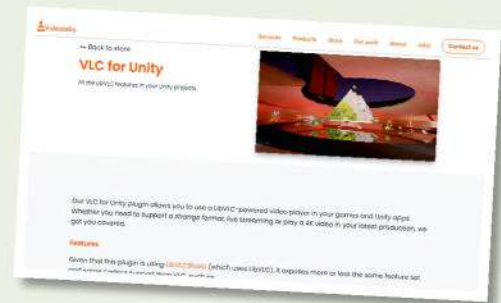 Videolabs
Services Products Store Our work About Jobs Contact us
← Back to store
VLC for Unity
All the LibVLC features in your Unity projects
Our VLC for Unity plugin allows you to use a LibVLC-powered video player in your games and Unity apps.
Whether you need to support a strange format, live streaming or play a 4K video in your latest production, we
got you covered.
Features
Given that this plugin is using LibVLCSharp (which uses LibVLC), it exposes more or less the same feature set